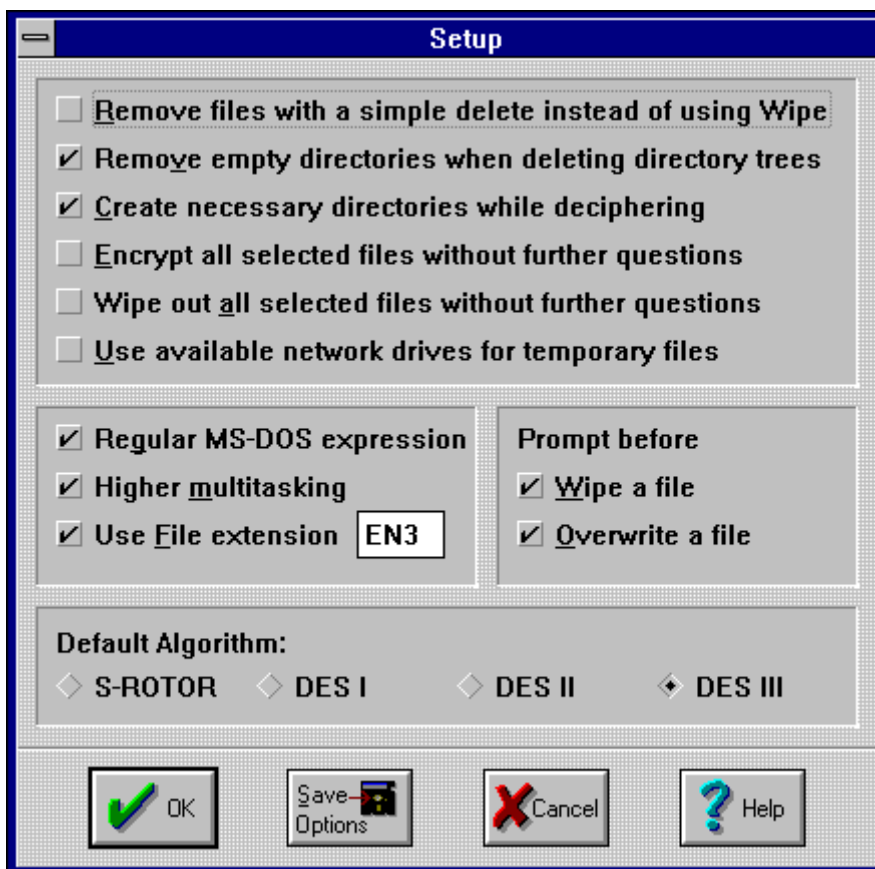 Setup
Remove files with a simple delete instead of using Wipe
Remove empty directories when deleting directory trees
Create necessary directories while deciphering
Encrypt all selected files without further questions
Wipe out all selected files without further questions
Use available network drives for temporary files
Regular MS-DOS expression
Higher multitasking
Use File extension EN3
Prompt before
Wipe a file
Overwrite a file
Default Algorithm:
S-ROTOR DES I DES II DES III
OK
Save
Options
Cancel
Help